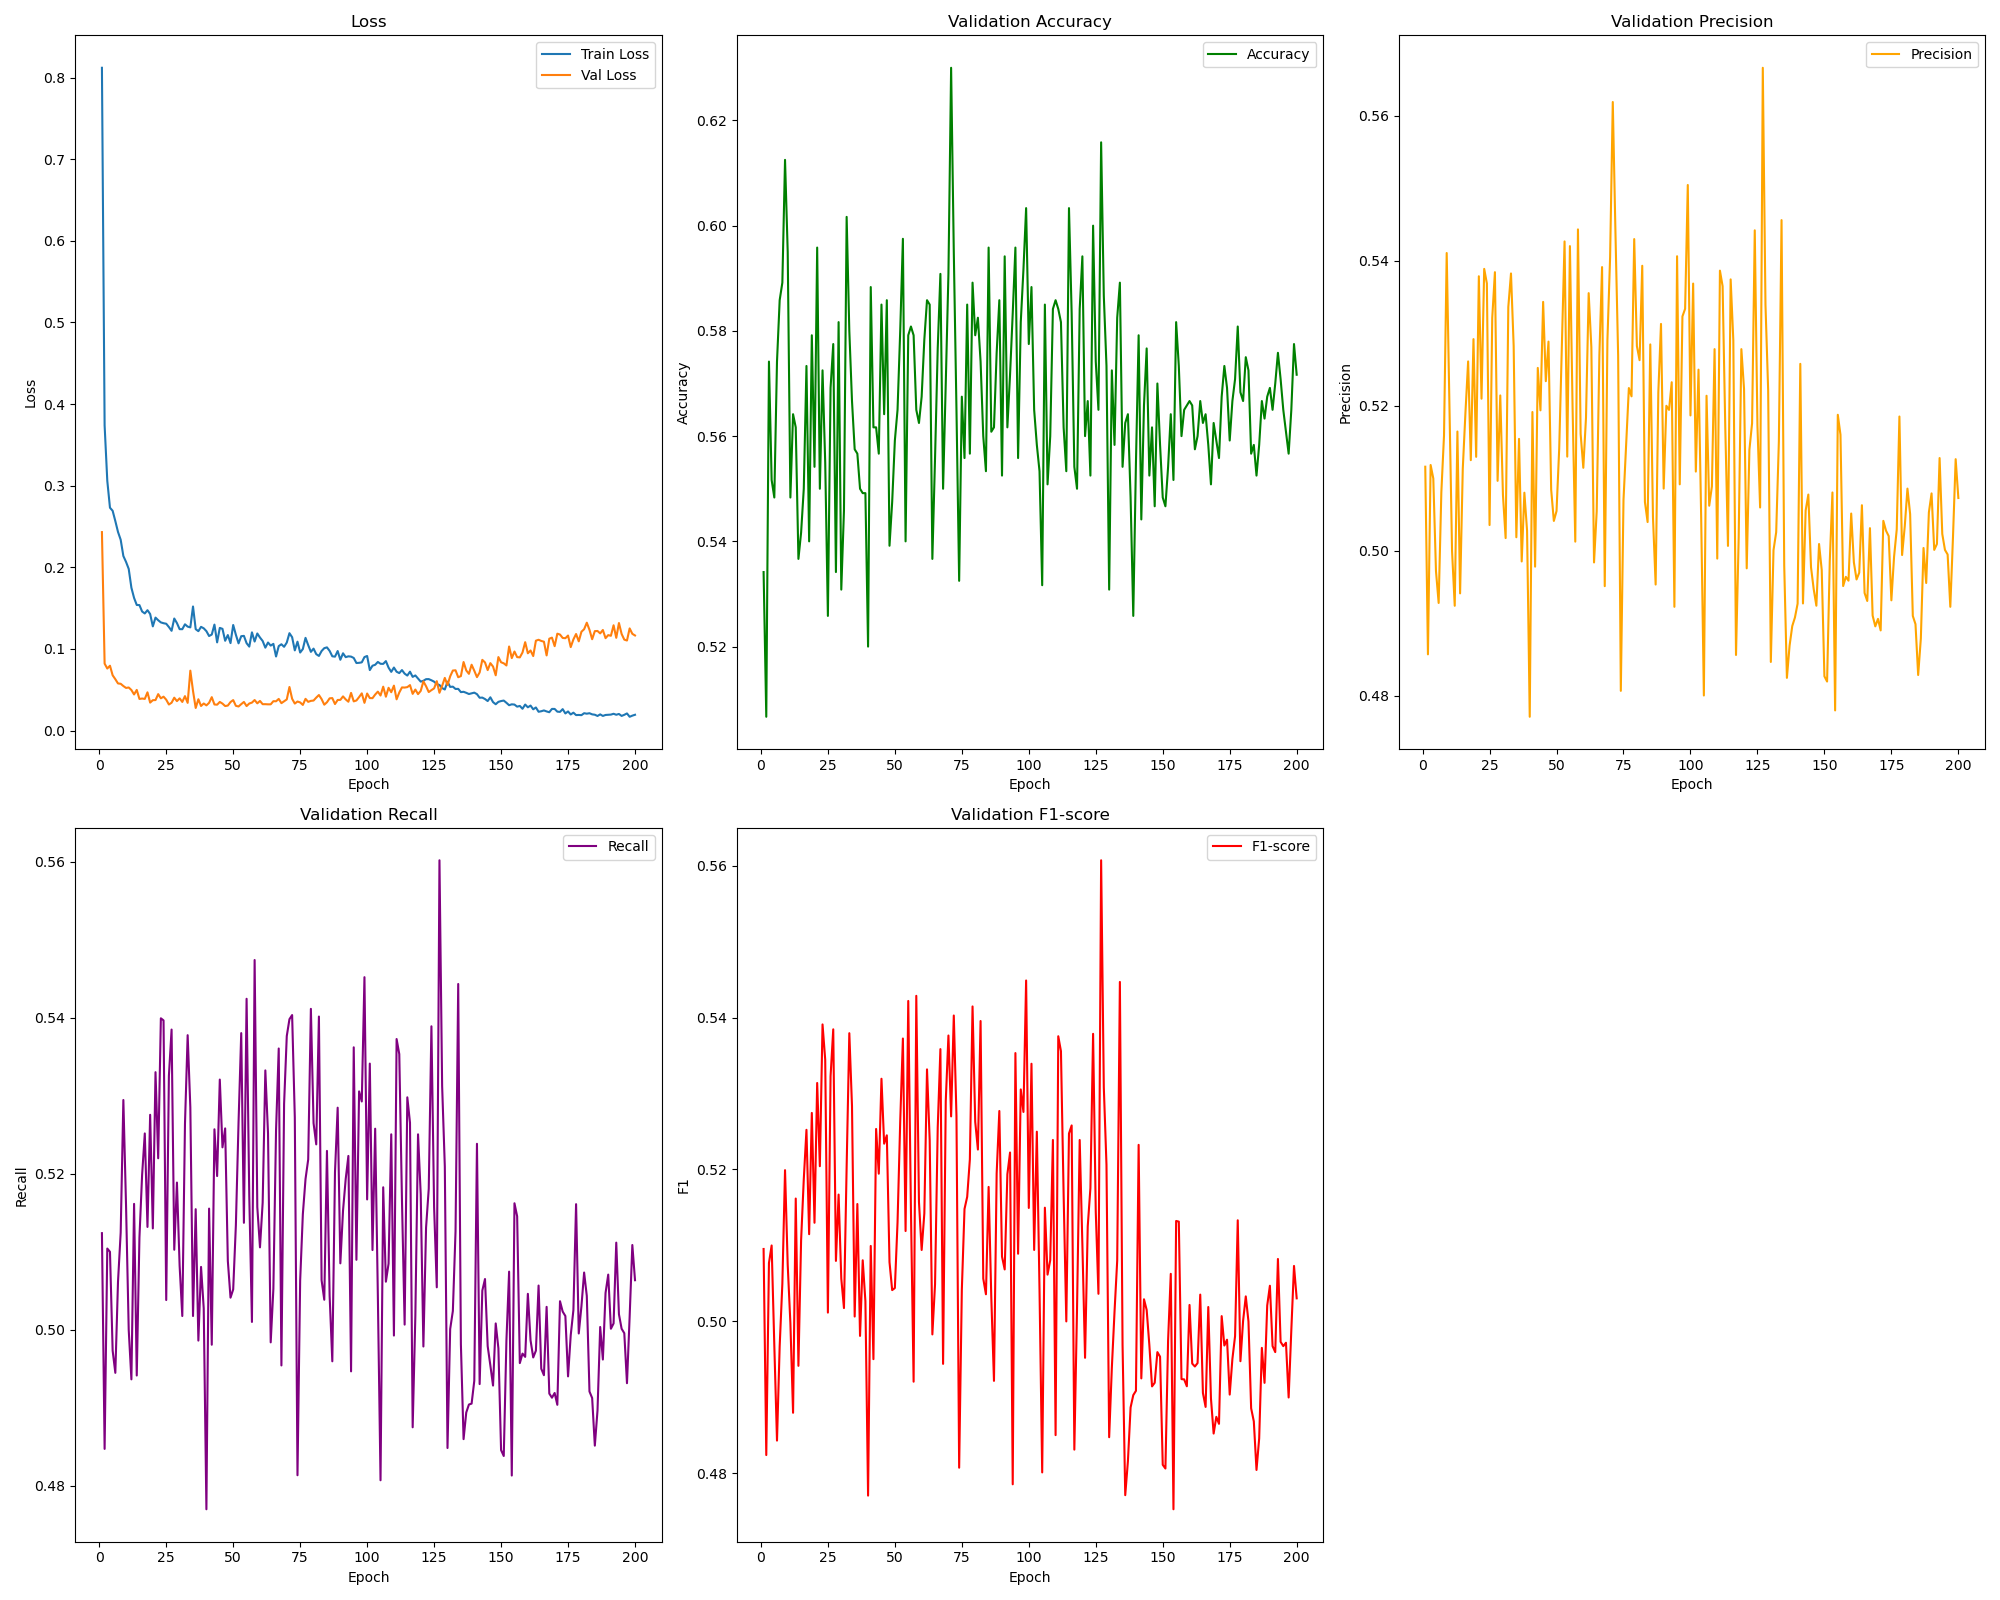 Loss
Train Loss
Val Loss
0.8
0.7
0.6
0.5
0.4
0.3
0.2
0.1
0.0
Loss
0 25 50 75 100 125 150 175 200
Epoch
Validation Accuracy
Accuracy
0.62
0.60
0.58
0.56
0.54
0.52
Accuracy
0 25 50 75 100 125 150 175 200
Epoch
Validation Precision
Precision
0.56
0.54
0.52
0.50
0.48
Precision
0 25 50 75 100 125 150 175 200
Epoch
Validation Recall
Recall
0.56
0.54
0.52
0.50
0.48
Recall
0 25 50 75 100 125 150 175 200
Epoch
Validation F1-score
F1-score
0.56
0.54
0.52
0.50
0.48
F1
0 25 50 75 100 125 150 175 200
Epoch